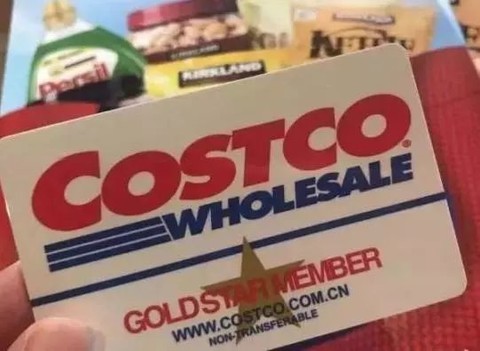 Persil
KIRKLAND
COSTCO®
WHOLESALE
GOLD STAR MEMBER
WWW.COSTCO.COM.CN
NON-TRANSFERABLE